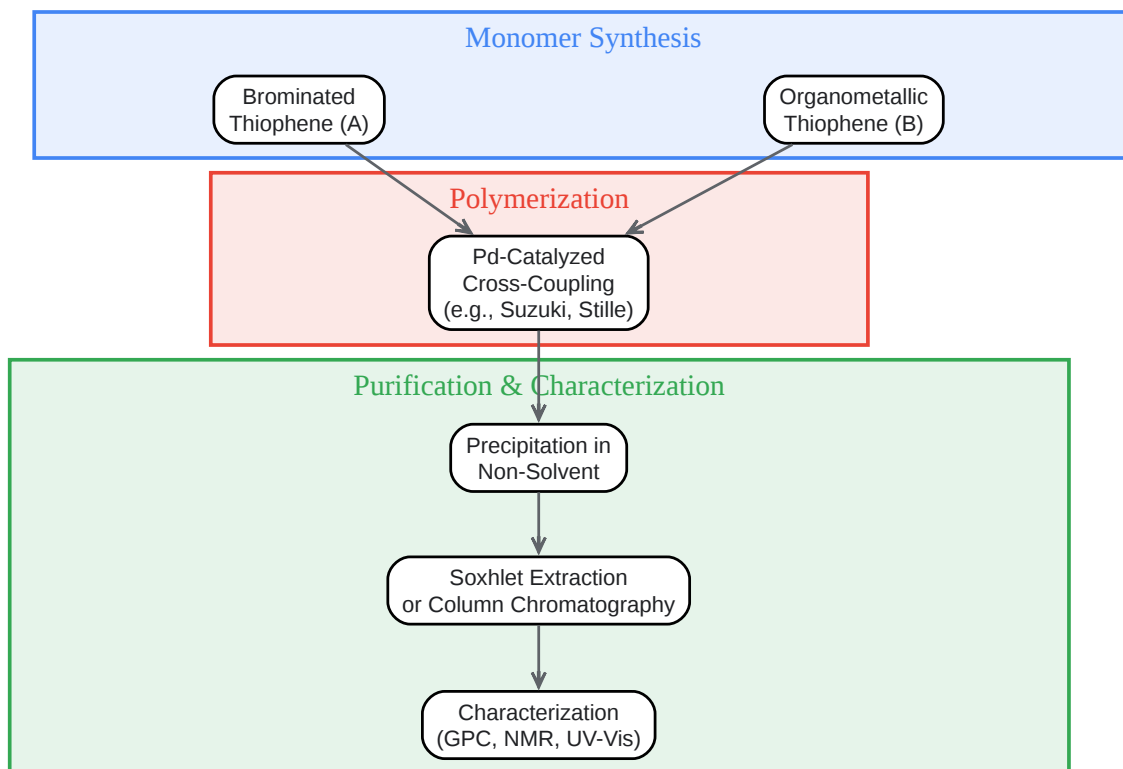 Monomer Synthesis
Brominated
Thiophene (A)
Organometallic
Thiophene (B)
Polymerization
Pd-Catalyzed
Cross-Coupling
(e.g., Suzuki, Stille)
Purification & Characterization
Precipitation in
Non-Solvent
Soxhlet Extraction
or Column Chromatography
Characterization
(GPC, NMR, UV-Vis)